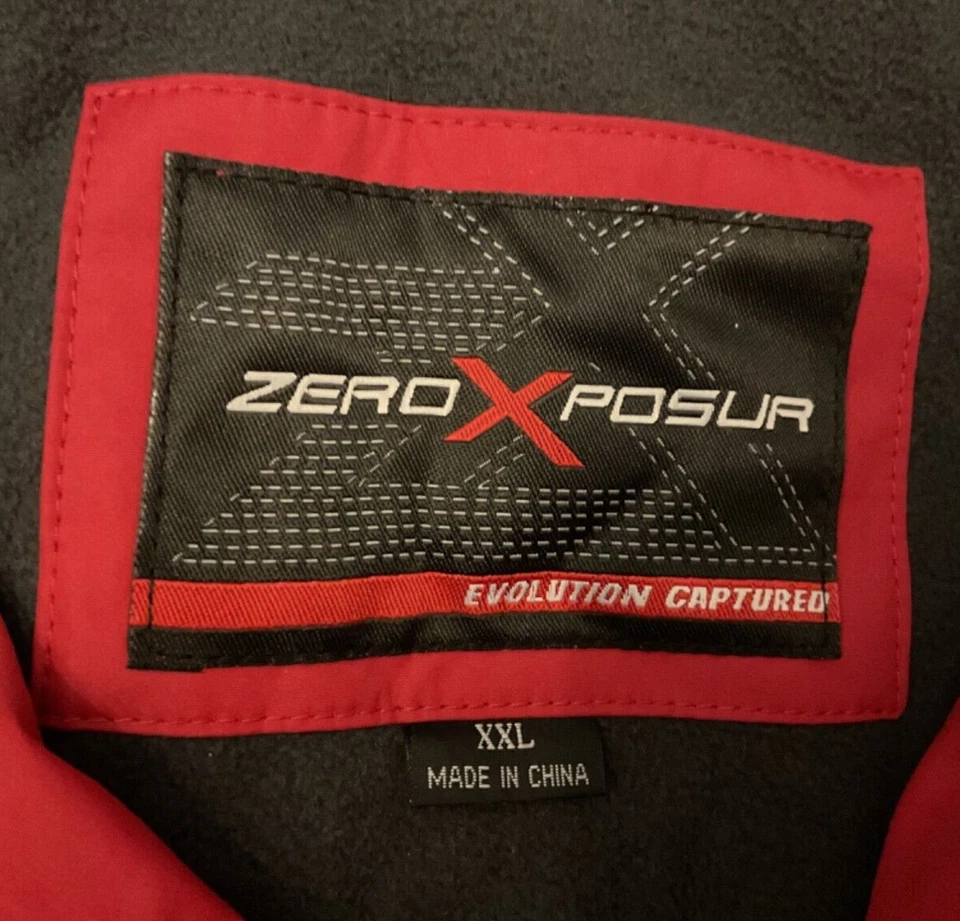 ZEROXPOSUR
EVOLUTION CAPTURED
XXL
MADE IN CHINA